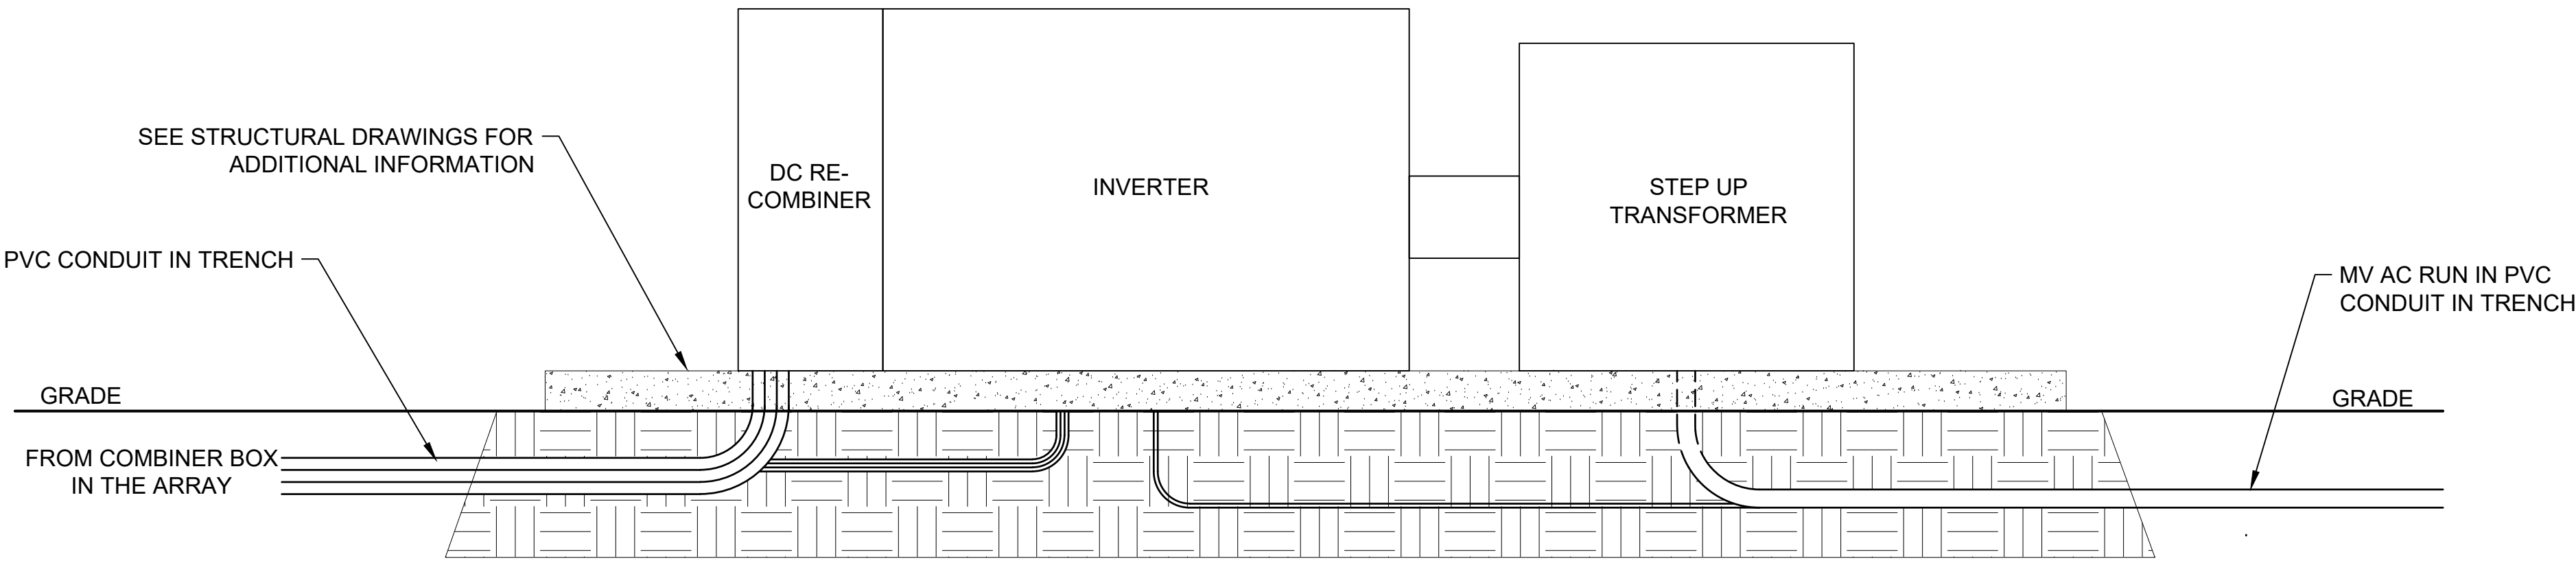 SEE STRUCTURAL DRAWINGS FOR
ADDITIONAL INFORMATION
DC RE-
COMBINER
INVERTER
STEP UP
TRANSFORMER
PVC CONDUIT IN TRENCH
MV AC RUN IN PVC
CONDUIT IN TRENCH
GRADE
GRADE
FROM COMBINER BOX
IN THE ARRAY